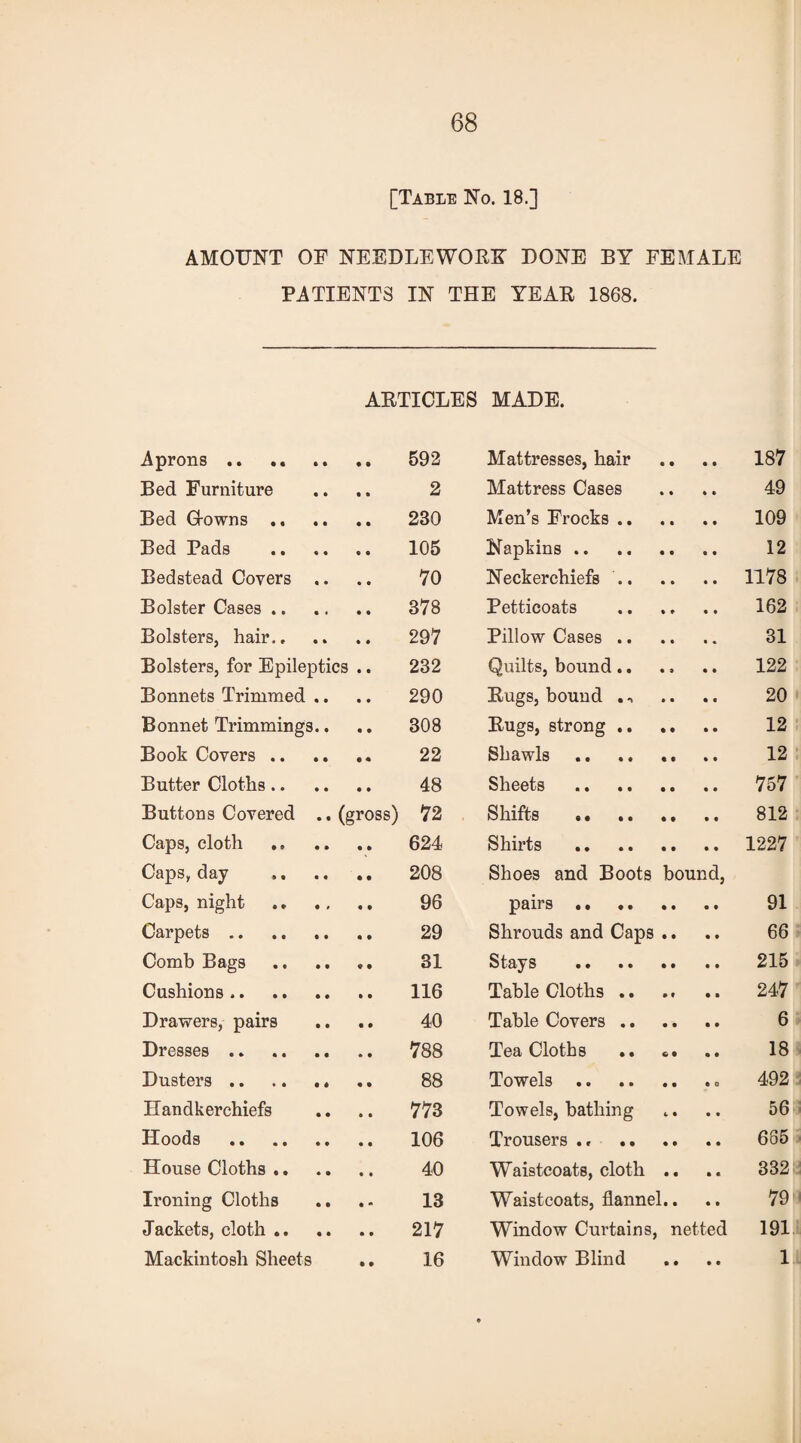 68
[Table No. 18.]
AMOUNT OF NEEDLEWORK DONE BY FEMALE
PATIENTS IN THE YEAR 1868.
ARTICLES MADE.
Aprons .. .. .. .. 592
Bed Furniture .. .. 2
Bed Gowns .. .. .. 230
Bed Pads .. .. .. 105
Bedstead Covers .. .. 70
Bolster Cases .. .. .. 378
Bolsters, hair.. .. .. 297
Bolsters, for Epileptics .. 232
Bonnets Trimmed .. .. 290
Bonnet Trimmings.. .. 308
Book Covers .. .. .. 22
Butter Cloths .. .. .. 48
Buttons Covered .. (gross) 72
Caps, cloth .. .. .. 624
Caps, day .. .. .. 208
Caps, night .. .. .. 96
Carpets .. .. .. .. 29
Comb Bags .. .. .. 31
Cushions .. .. .. .. 116
Drawers, pairs .. .. 40
Dresses .. .. .. .. 788
Dusters .. .. .. .. 88
Handkerchiefs .. .. 773
Hoods .. .. .. .. 106
House Cloths .. .. .. 40
Ironing Cloths .. .. 13
Jackets, cloth .. .. .. 217
Mackintosh Sheets .. 16
Mattresses, hair .. .. 187
Mattress Cases .. .. 49
Men's Frocks .. .. .. 109
Napkins .. .. .. .. 12
Neckerchiefs .. .. .. 1178
Petticoats .. .. .. 162
Pillow Cases .. .. .. 31
Quilts, bound .. .. .. 122
Rugs, bound .. .. .. 20
Rugs, strong .. .. .. 12
Shawls .. .. .. .. 12
Sheets .. .. .. .. 757
Shifts .. .. .. .. 812
Shirts .. .. .. .. 1227
Shoes and Boots bound,
pairs .. .. .. .. 91
Shrouds and Caps .. .. 66
Stays .. .. .. .. 215
Table Cloths .. .. .. 247
Table Covers .. .. .. 6
Tea Cloths .. .. .. 18
Towels .. .. .. .. 492
Towels, bathing .. .. 56
Trousers .. .. .. .. 665
Waistcoats, cloth .. .. 332
Waistcoats, flannel.. .. 79
Window Curtains, netted 191
Window Blind .. .. 1